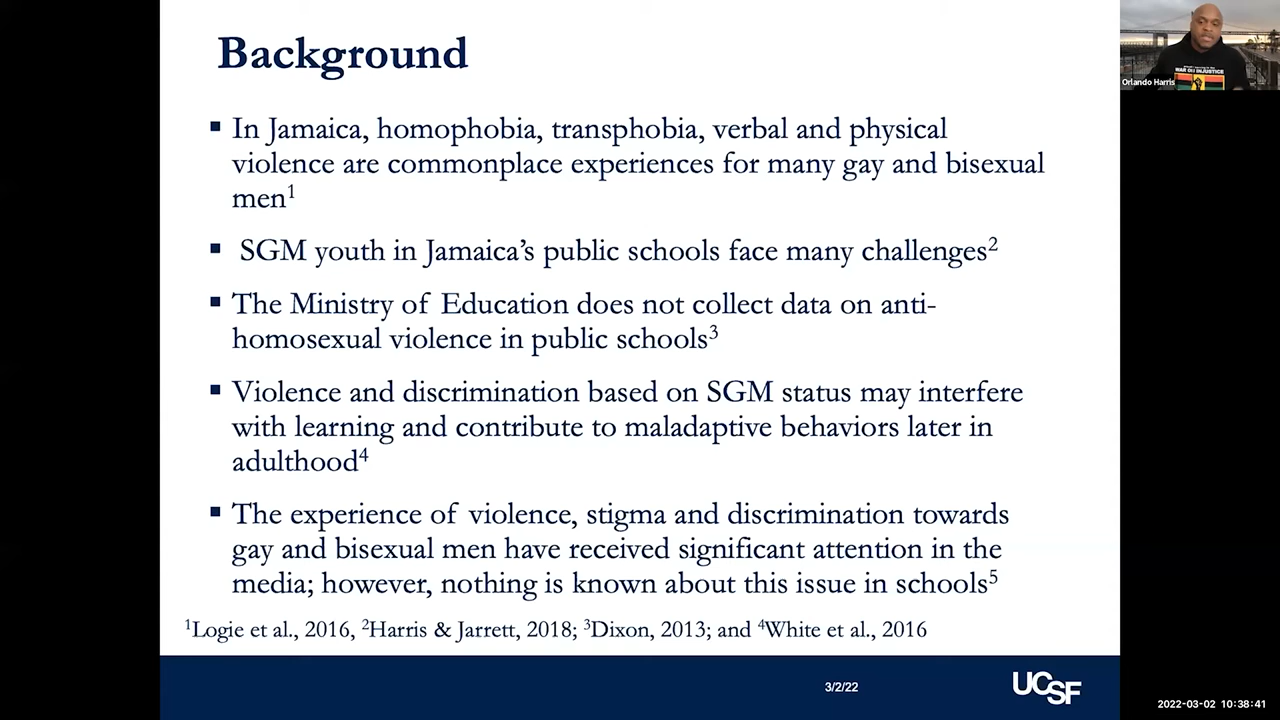 Background
▪ In Jamaica, homophobia, transphobia, verbal and physical
violence are commonplace experiences for many gay and bisexual
men¹
▪ SGM youth in Jamaica’s public schools face many challenges²
▪ The Ministry of Education does not collect data on anti-
homosexual violence in public schools³
▪ Violence and discrimination based on SGM status may interfere
with learning and contribute to maladaptive behaviors later in
adulthood⁴
▪ The experience of violence, stigma and discrimination towards
gay and bisexual men have received significant attention in the
media; however, nothing is known about this issue in schools⁵
¹Logie et al., 2016, ²Harris & Jarrett, 2018; ³Dixon, 2013; and ⁴White et al., 2016
3/2/22
UCSF
WAR ON INJUSTICE
Orlando Harris
2022-03-02 10:38:41